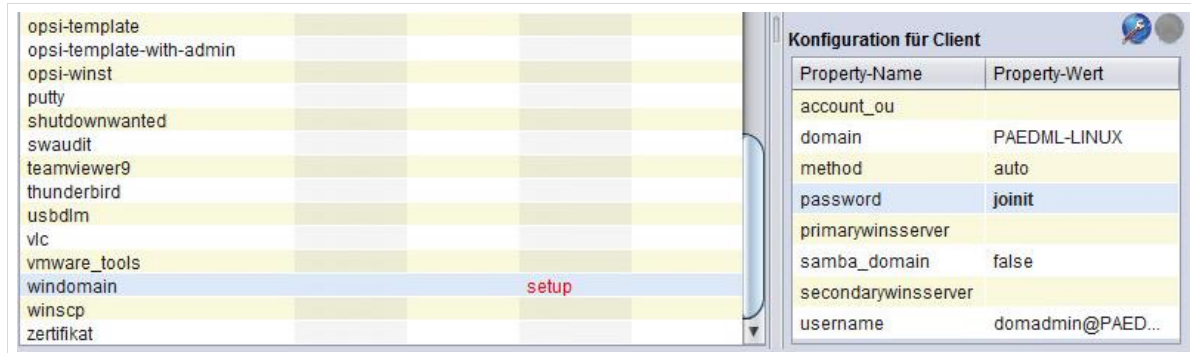 opsi-template
opsi-template-with-admin
opsi-winst
putty
shutdownwanted
swaudit
teamviewer9
thunderbird
usbdlm
vlc
vmware_tools
windomain setup
winscp
zertifikat
Konfiguration für Client
Property-Name Property-Wert
account_ou
domain PAEDML-LINUX
method auto
password joinit
primarywinsserver
samba_domain false
secondarywinsserver
username domadmin@PAED...